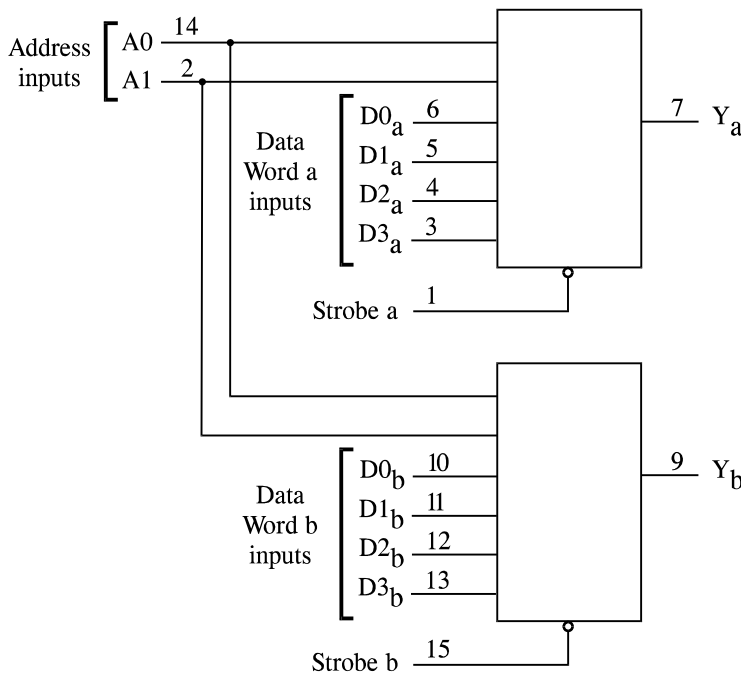 Address
inputs
A0 14
A1 2
Data
Word a
inputs
D0a 6
D1a 5
D2a 4
D3a 3
7 Ya
Strobe a 1
Data
Word b
inputs
D0b 10
D1b 11
D2b 12
D3b 13
9 Yb
Strobe b 15